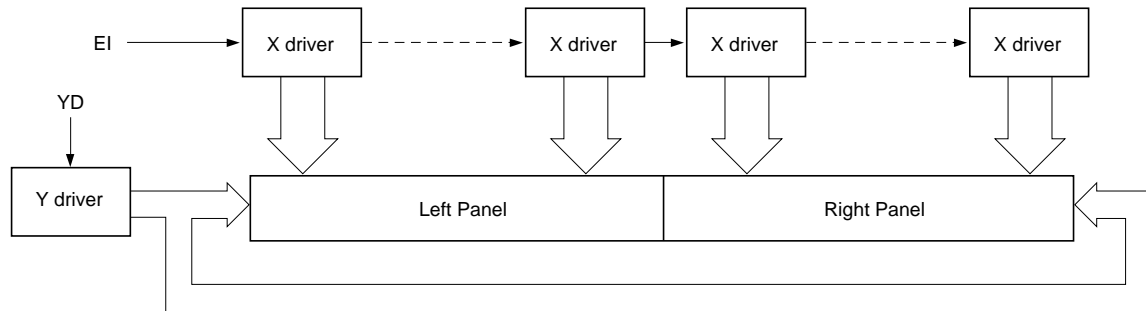 EI
X driver
X driver
X driver
X driver
YD
Y driver
Left Panel
Right Panel